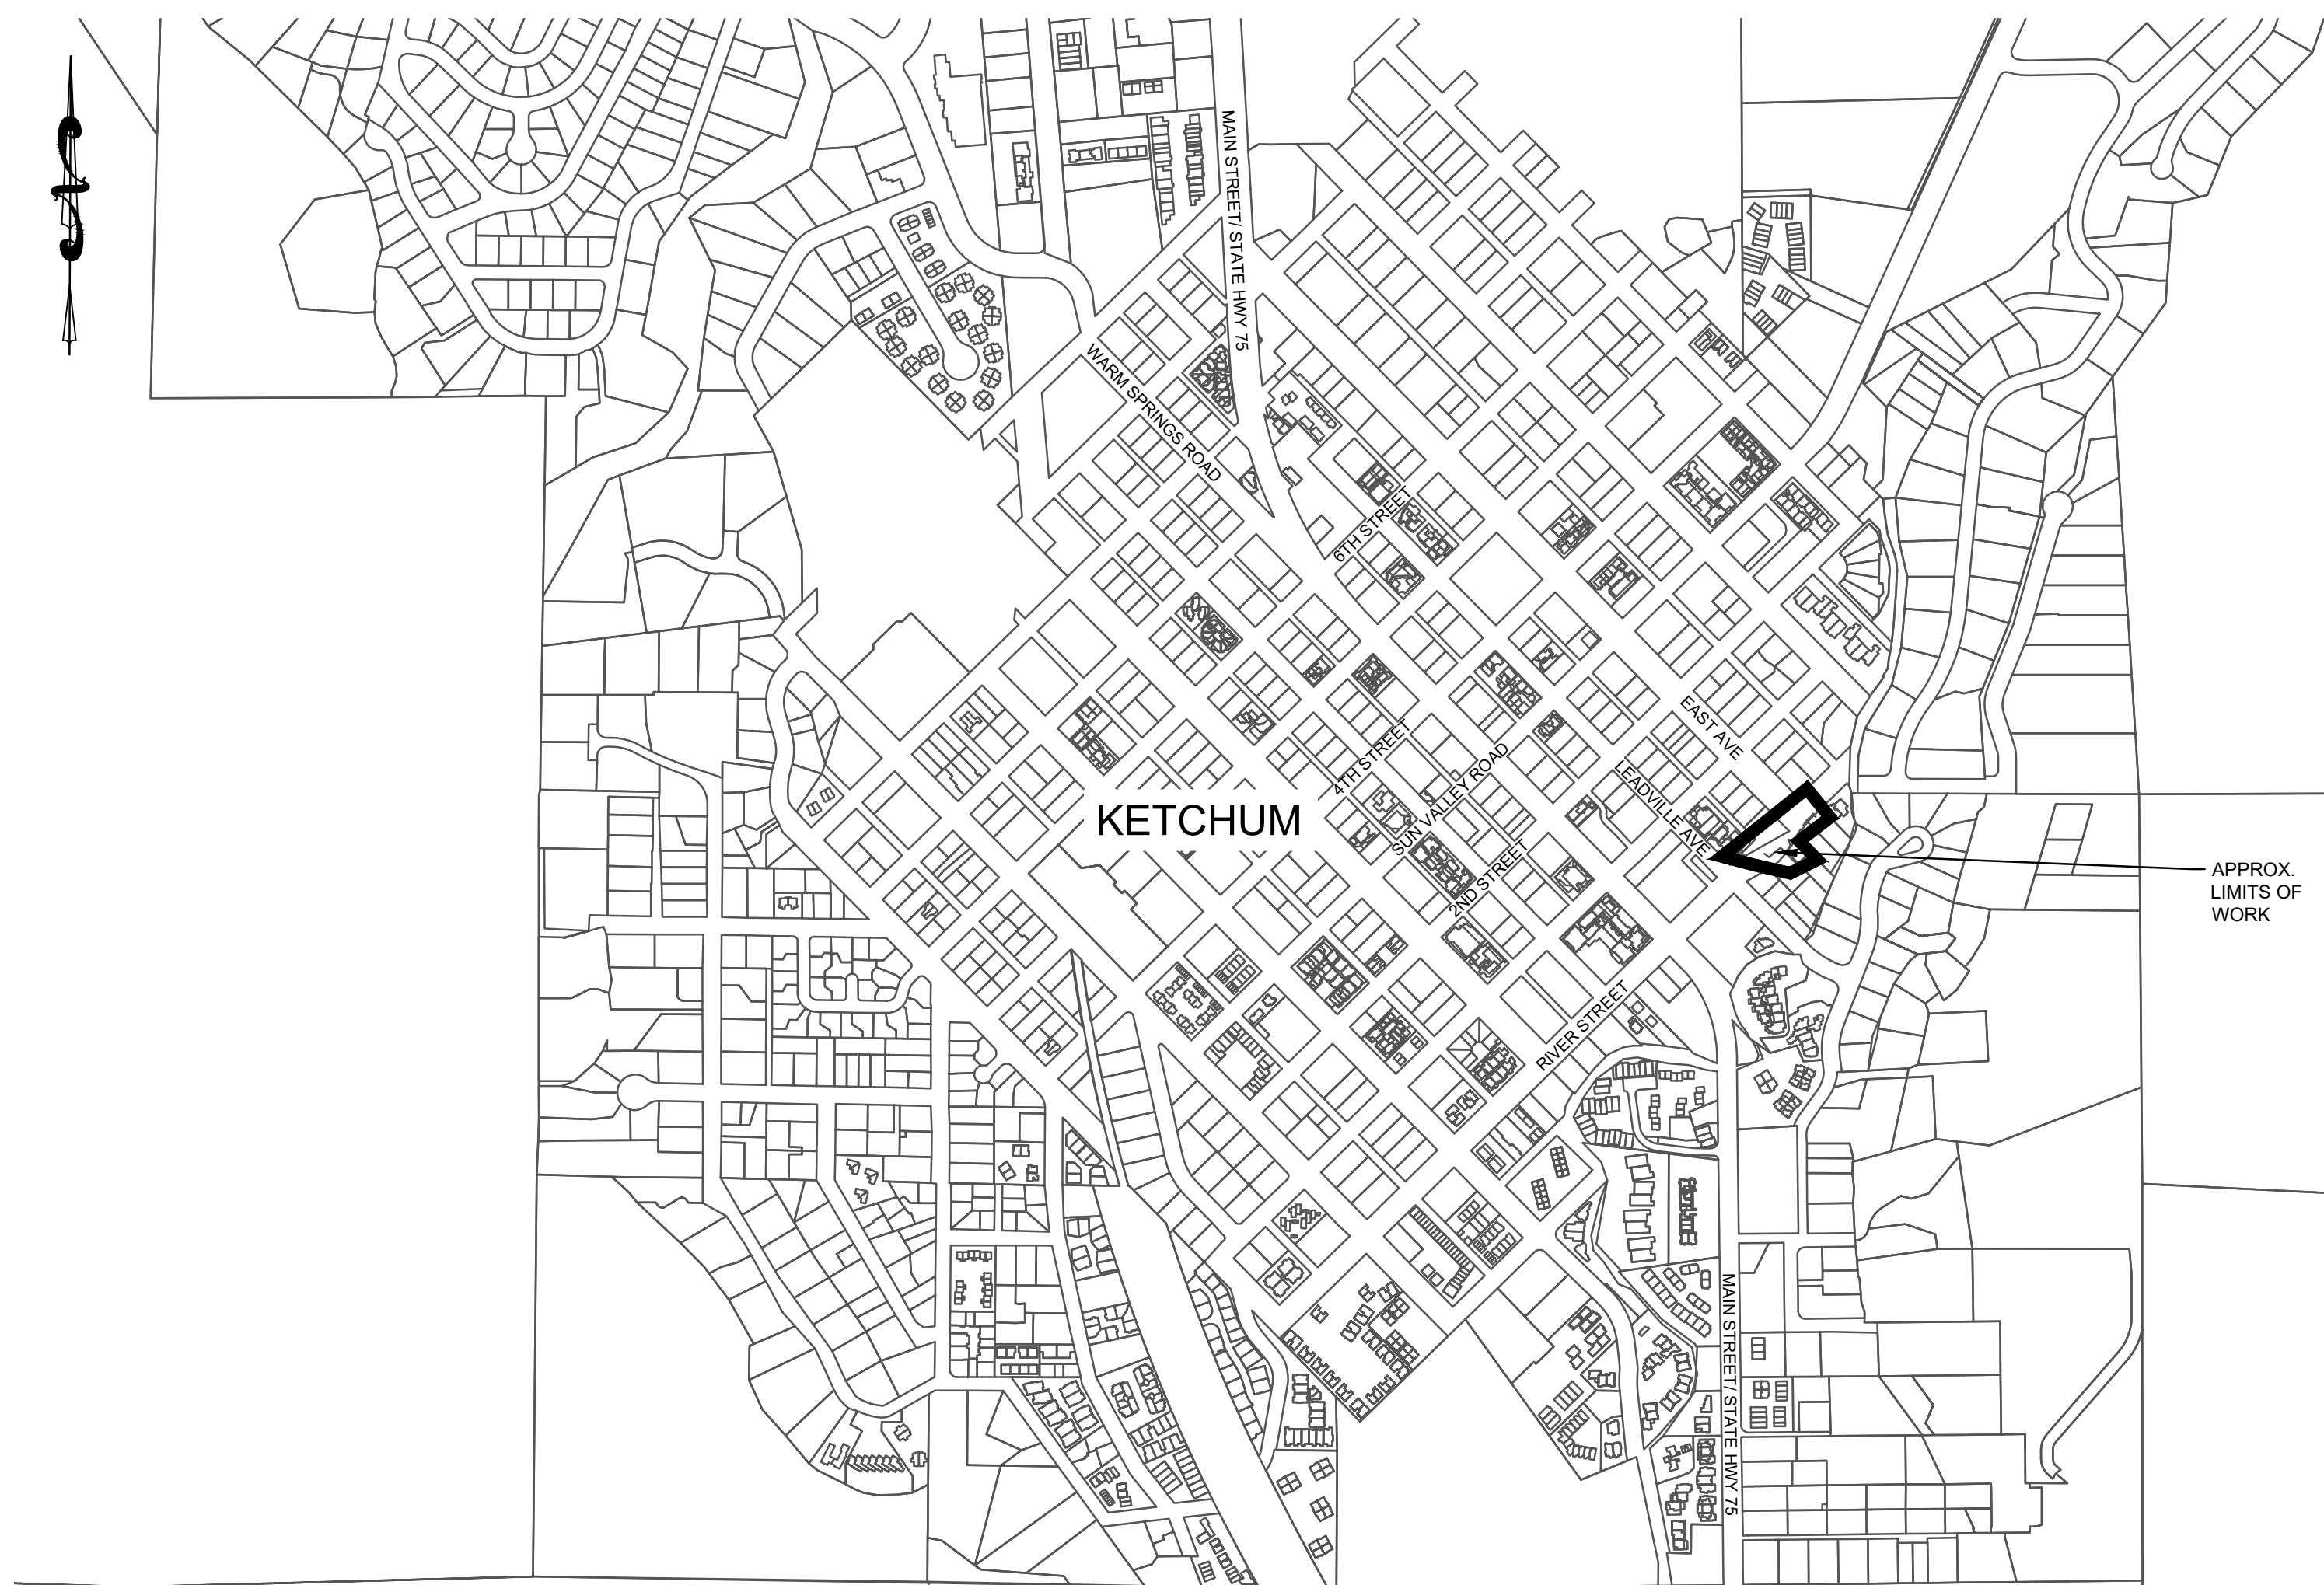 MAIN STREET/ STATE HWY 75
WARM SPRINGS ROAD
6TH STREET
EAST AVE
4TH STREET
SUN VALLEY ROAD
LEADVILLE AVE
KETCHUM
2ND STREET
APPROX.
LIMITS OF
WORK
RIVER STREET
MAIN STREET/ STATE HWY 75